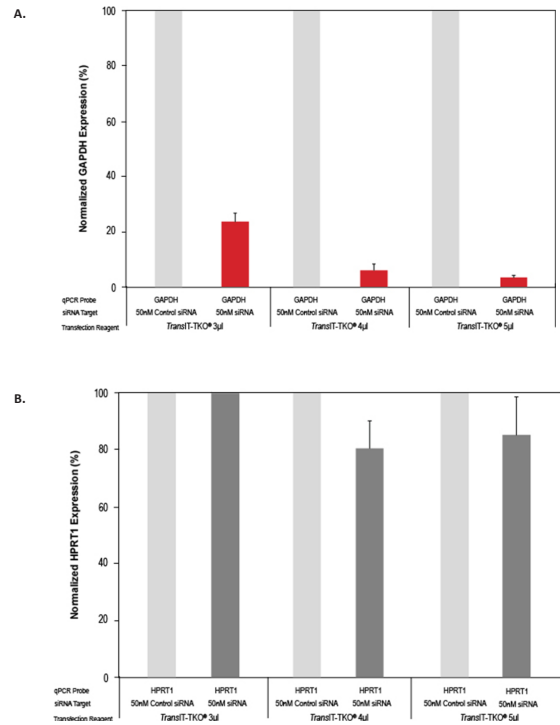 A.
Normalized GAPDH Expression (%)
100
80
60
40
20
0
qPCR Probe GAPDH GAPDH GAPDH GAPDH GAPDH GAPDH
siRNA Target 50nM Control siRNA 50nM siRNA 50nM Control siRNA 50nM siRNA 50nM Control siRNA 50nM siRNA
Transfection Reagent TransIT-TKO® 3µl TransIT-TKO® 4µl TransIT-TKO® 5µl
B.
Normalized HPRT1 Expression (%)
100
80
60
40
20
0
qPCR Probe HPRT1 HPRT1 HPRT1 HPRT1 HPRT1 HPRT1
siRNA Target 50nM Control siRNA 50nM siRNA 50nM Control siRNA 50nM siRNA 50nM Control siRNA 50nM siRNA
Transfection Reagent TransIT-TKO® 3ul TransIT-TKO® 4ul TransIT-TKO® 5ul